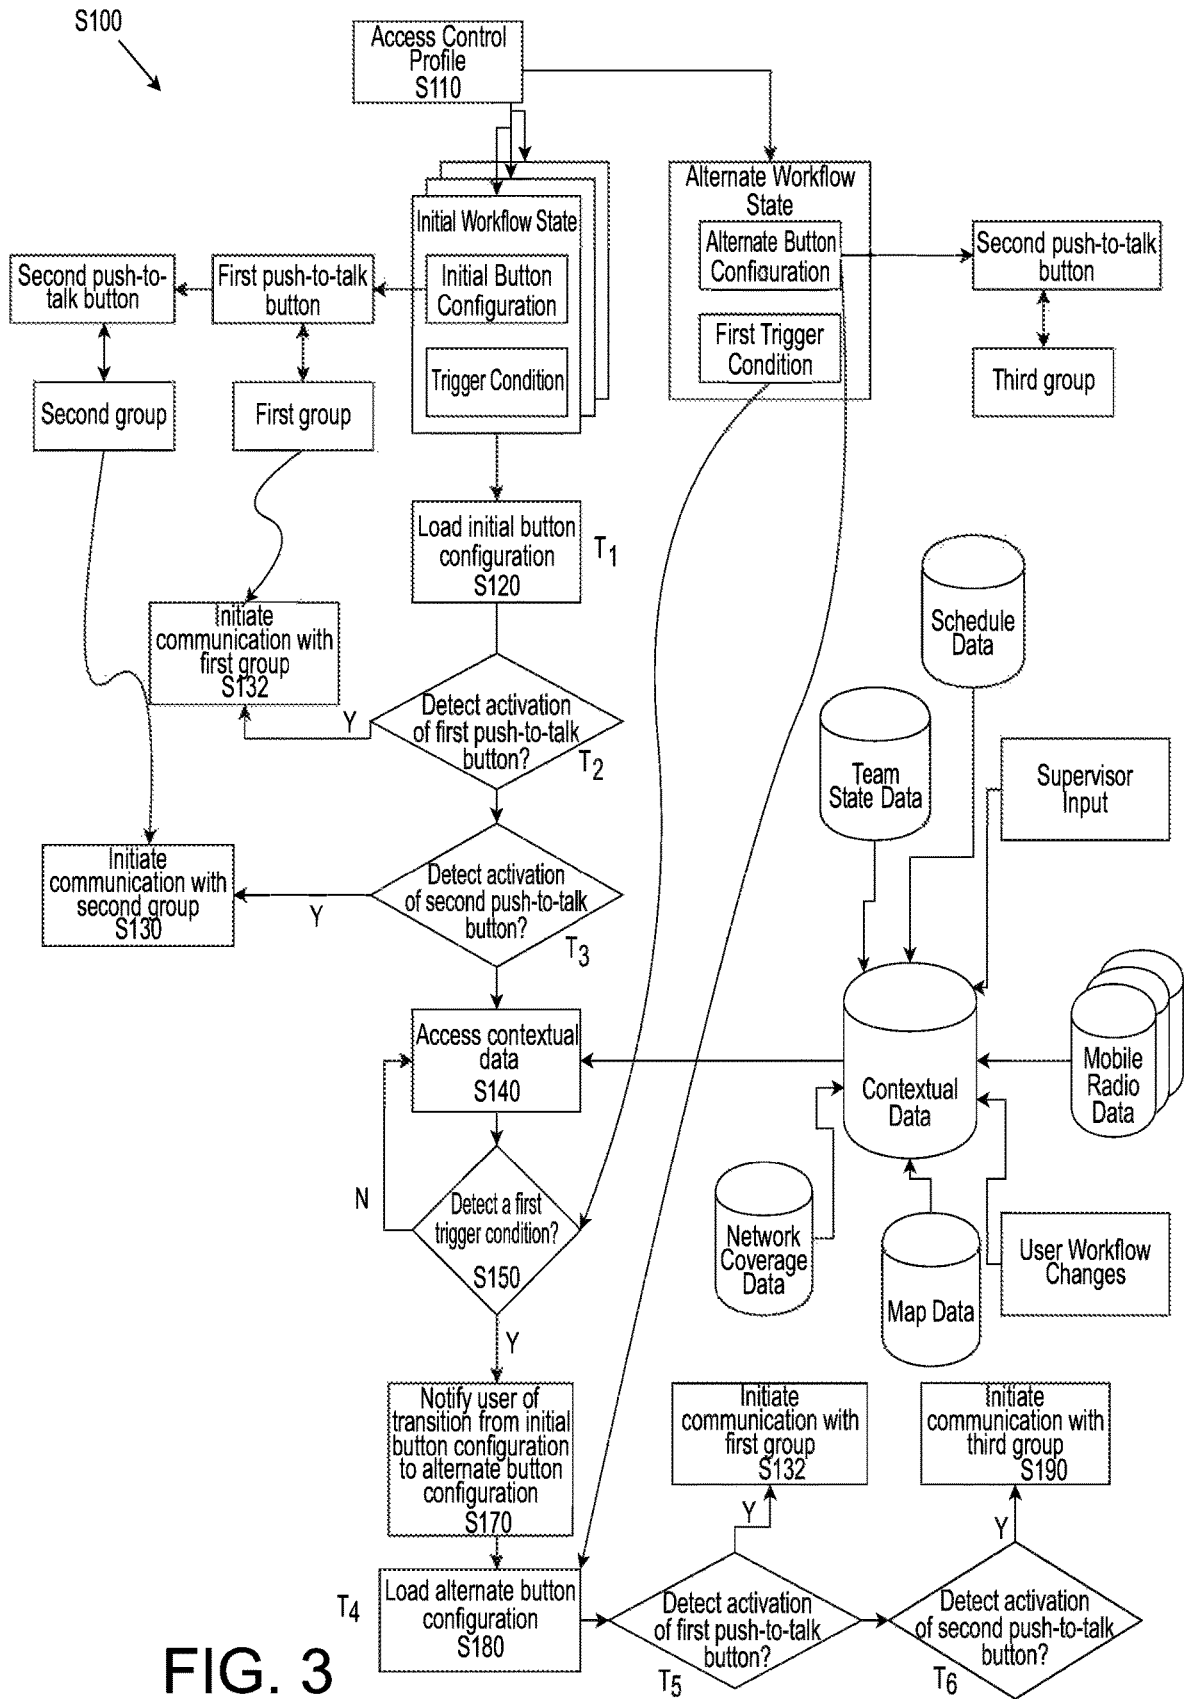 S100
Access Control
Profile
S110
Initial Workflow State
Initial Button
Configuration
Trigger Condition
Alternate Workflow
State
Alternate Button
Configuration
First Trigger
Condition
Second push-to-talk
button
Third group
Second push-to-
talk button
First push-to-talk
button
Second group
First group
Load initial button
configuration
S120
T1
Initiate
communication with
first group
S132
Y
Detect activation
of first push-to-talk
button?
T2
Initiate
communication with
second group
S130
Y
Detect activation
of second push-to-talk
button?
T3
Schedule
Data
Team
State Data
Supervisor
Input
Access contextual
data
S140
Contextual
Data
Mobile
Radio
Data
N
Detect a first
trigger condition?
S150
Network
Coverage
Data
Map Data
User Workflow
Changes
Y
Notify user of
transition from initial
button configuration
to alternate button
configuration
S170
Initiate
communication with
first group
S132
Initiate
communication with
third group
S190
Y
Y
T4
Load alternate button
configuration
S180
Detect activation
of first push-to-talk
button?
T5
Detect activation
of second push-to-talk
button?
T6
FIG. 3